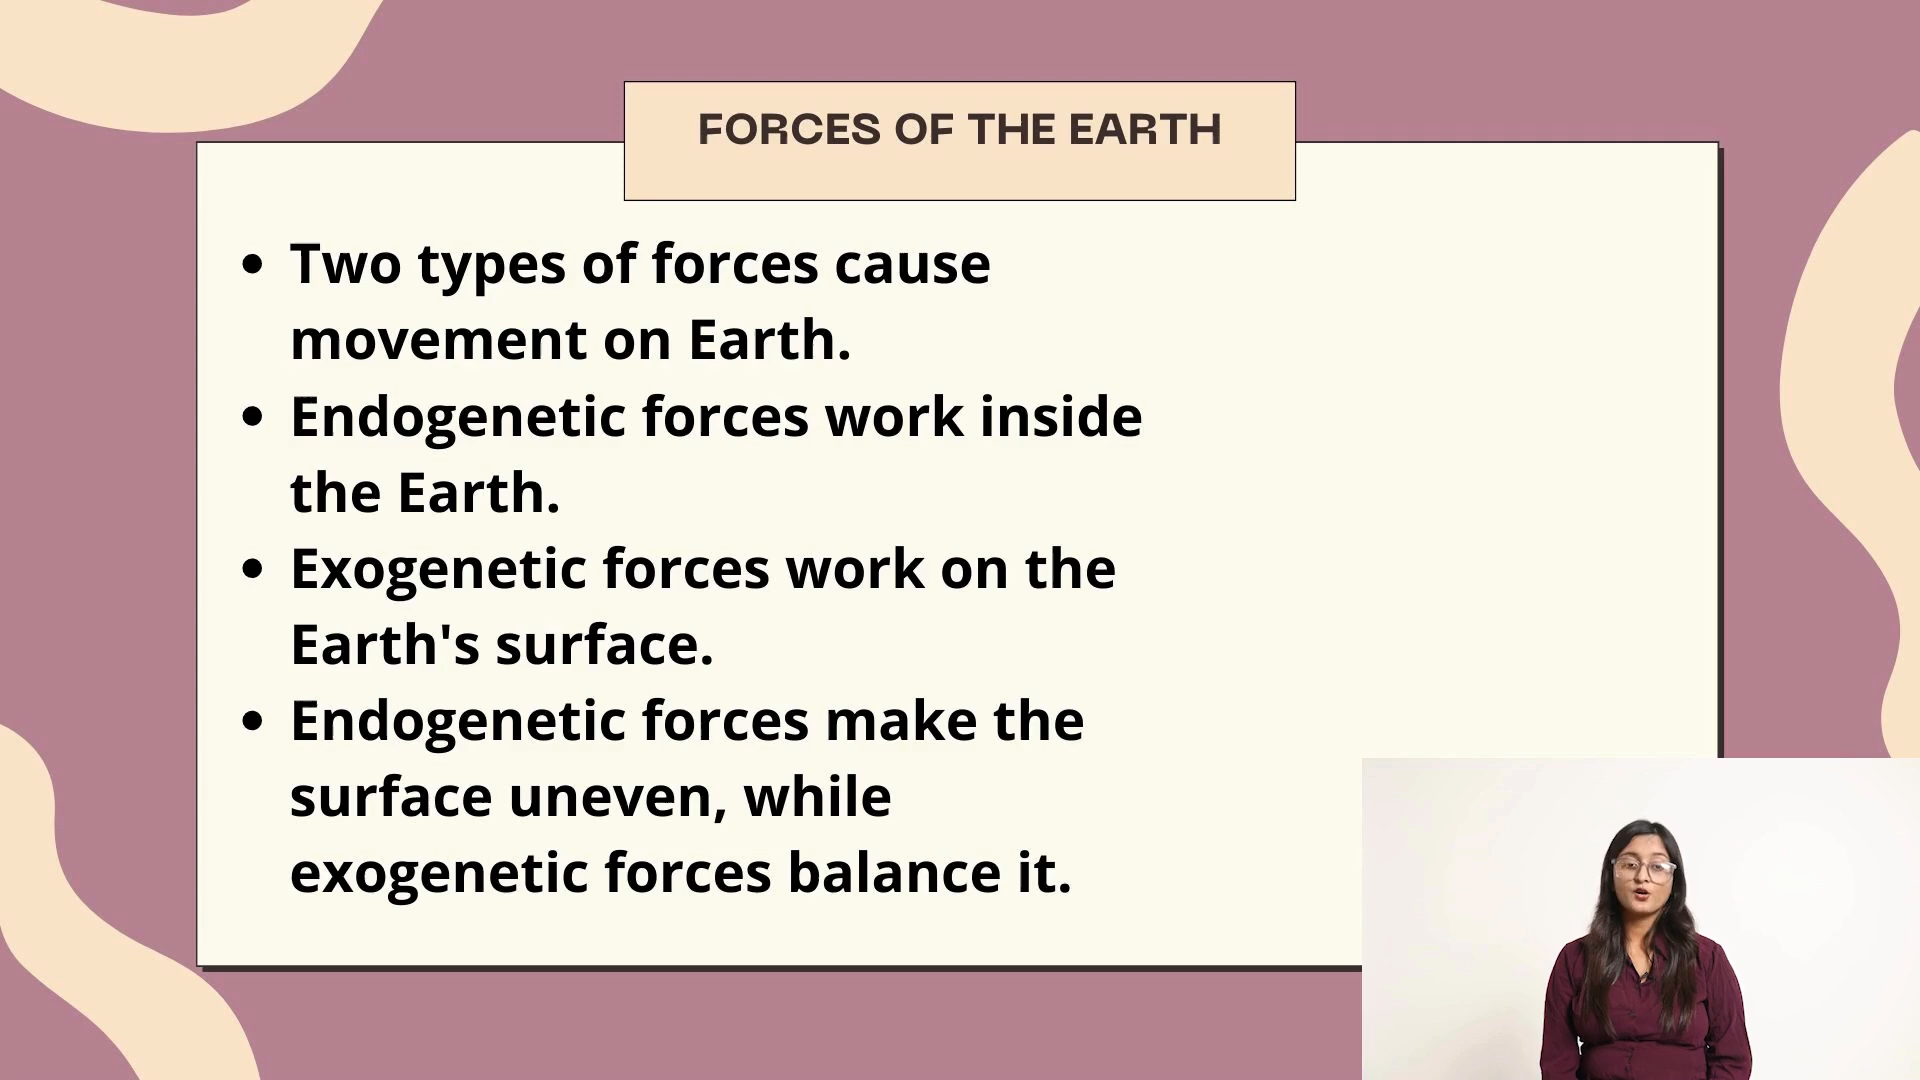 FORCES OF THE EARTH
• Two types of forces cause
movement on Earth.
• Endogenetic forces work inside
the Earth.
• Exogenetic forces work on the
Earth's surface.
• Endogenetic forces make the
surface uneven, while
exogenetic forces balance it.